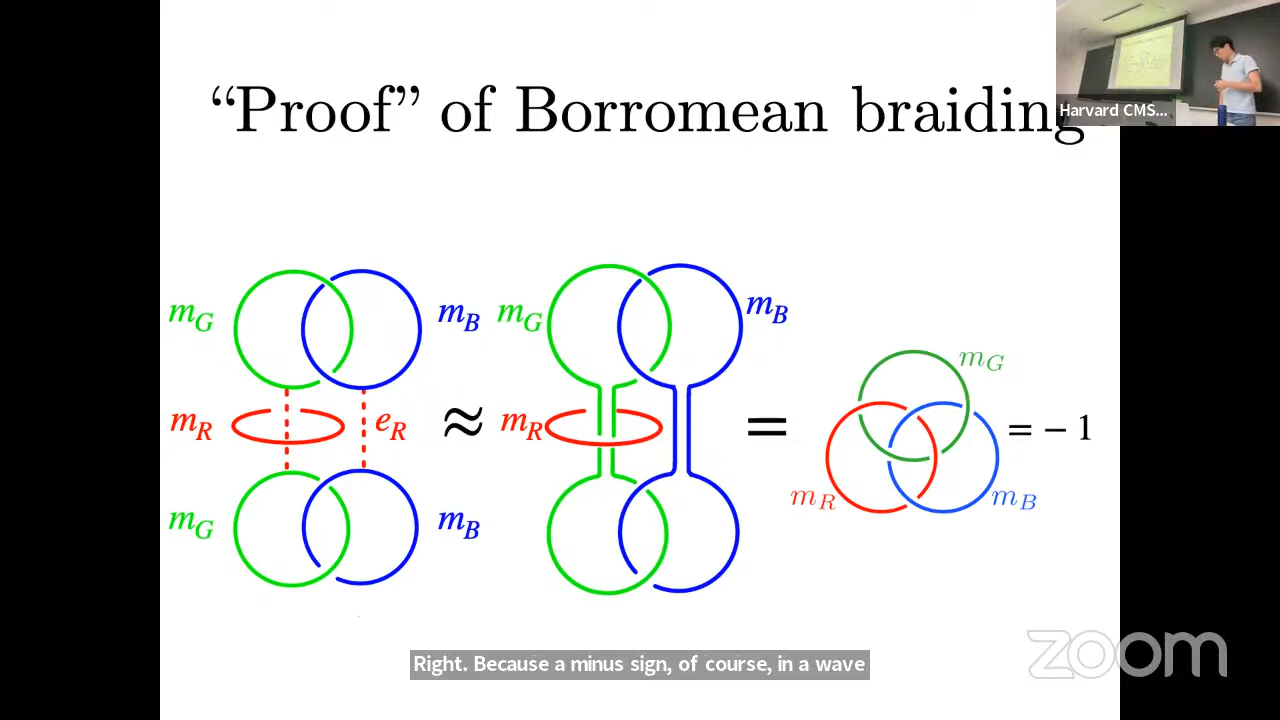 “Proof” of Borromean braiding
Harvard CMS...
m_G
m_B
m_G
m_B
m_G
m_R
e_R
≈
m_R
=
= − 1
m_R
m_B
m_G
m_B
Right. Because a minus sign, of course, in a wave
zoom